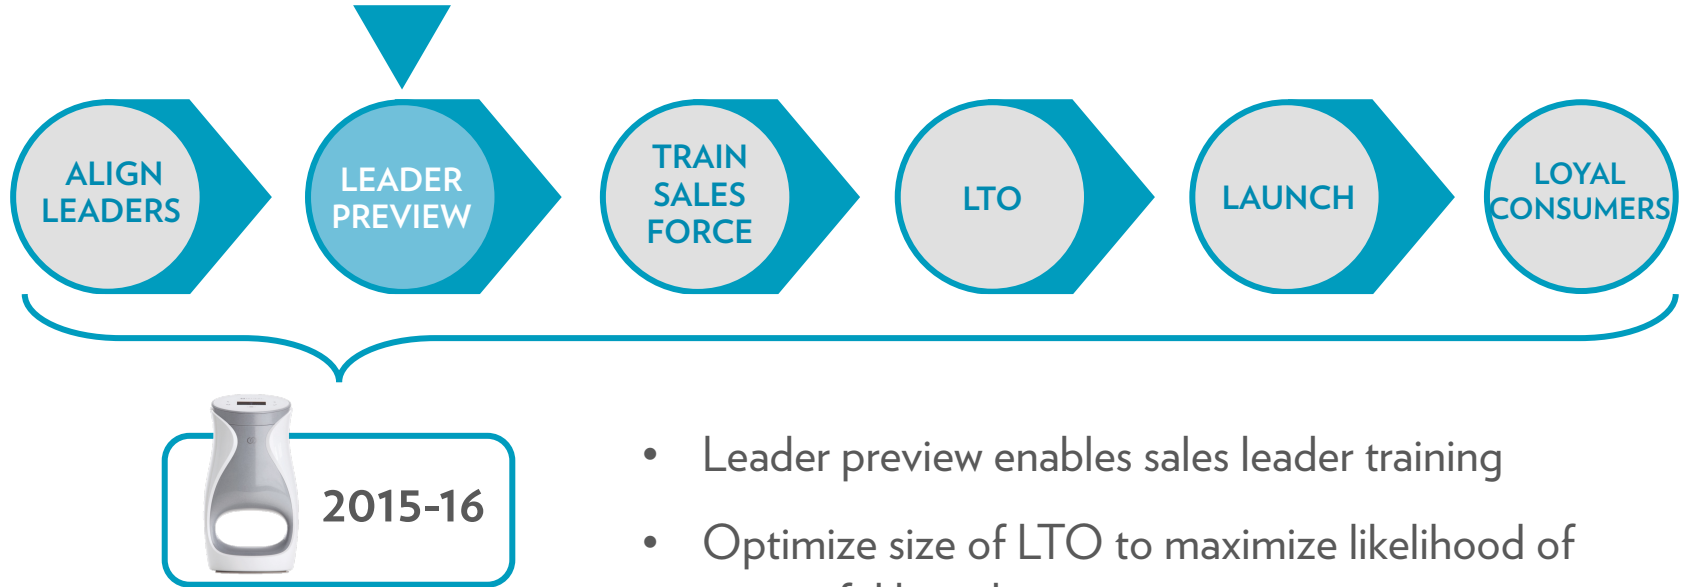 ALIGN
LEADERS
LEADER
PREVIEW
TRAIN
SALES
FORCE
LTO
LAUNCH
LOYAL
CONSUMERS
2015-16
• Leader preview enables sales leader training
• Optimize size of LTO to maximize likelihood of